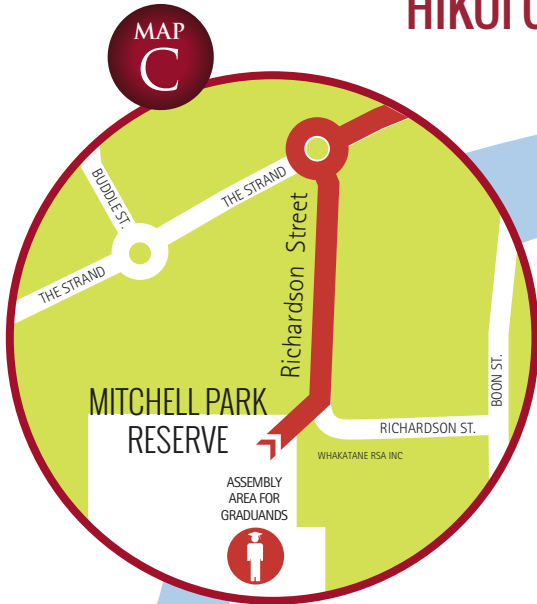 MAP
C
BUDDLE ST.
THE STRAND
THE STRAND
Richardson Street
BOON ST.
MITCHELL PARK
RESERVE
RICHARDSON ST.
WHAKATANE RSA INC
ASSEMBLY
AREA FOR
GRADUANDS